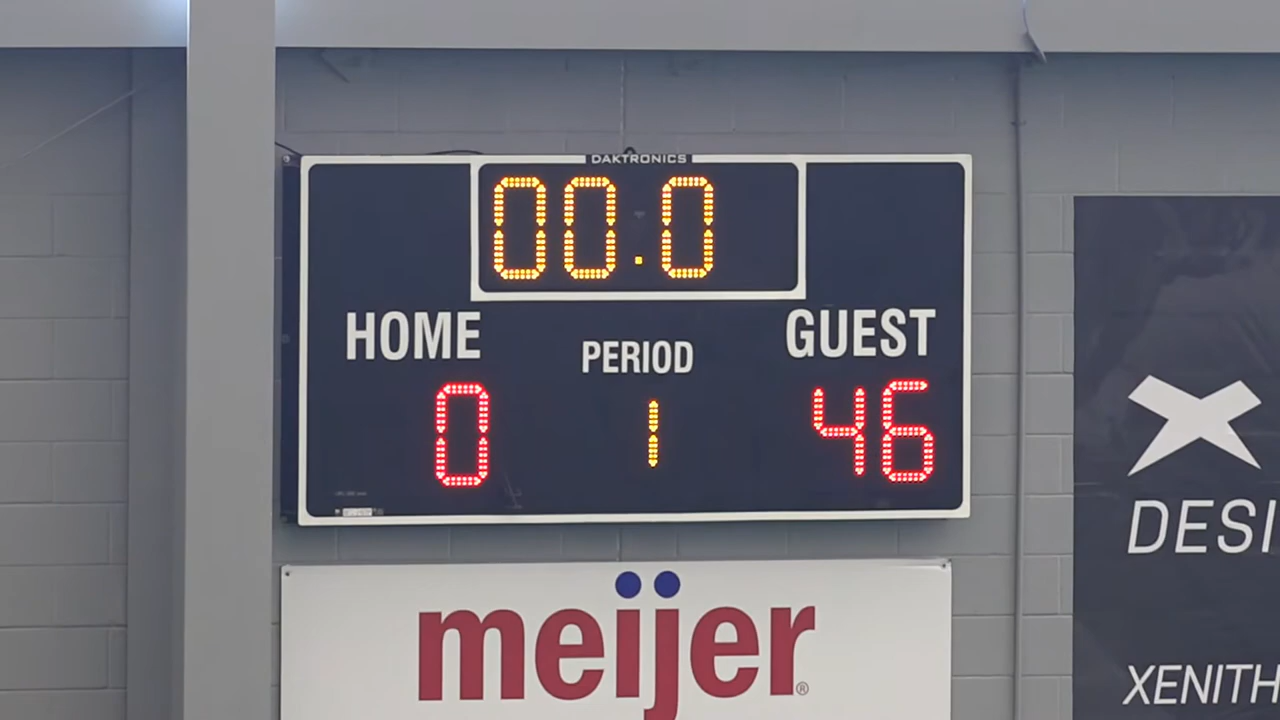 DAKTRONICS
00.0
HOME
PERIOD
GUEST
0
1
46
meijer®
DESI
XENITH